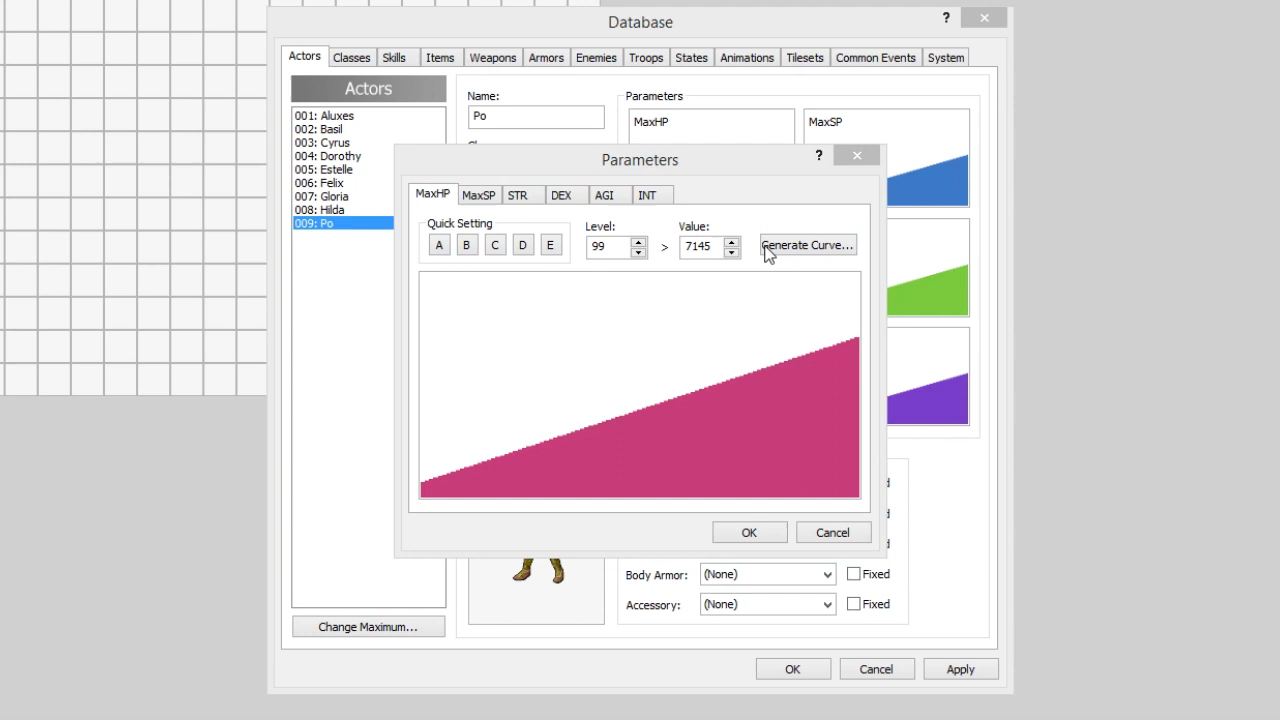 Database
?
Actors Classes Skills Items Weapons Armors Enemies Troops States Animations Tilesets Common Events System
Actors
001: Aluxes
002: Basil
003: Cyrus
004: Dorothy
005: Estelle
006: Felix
007: Gloria
008: Hilda
009: Po
Change Maximum...
Name:
Po
Parameters
MaxHP
MaxSP
Parameters
?
MaxHP MaxSP STR DEX AGI INT
Quick Setting
A B C D E
Level:
99
>
Value:
7145
Generate Curve...
OK Cancel
Body Armor: (None) Fixed
Accessory: (None) Fixed
OK Cancel Apply